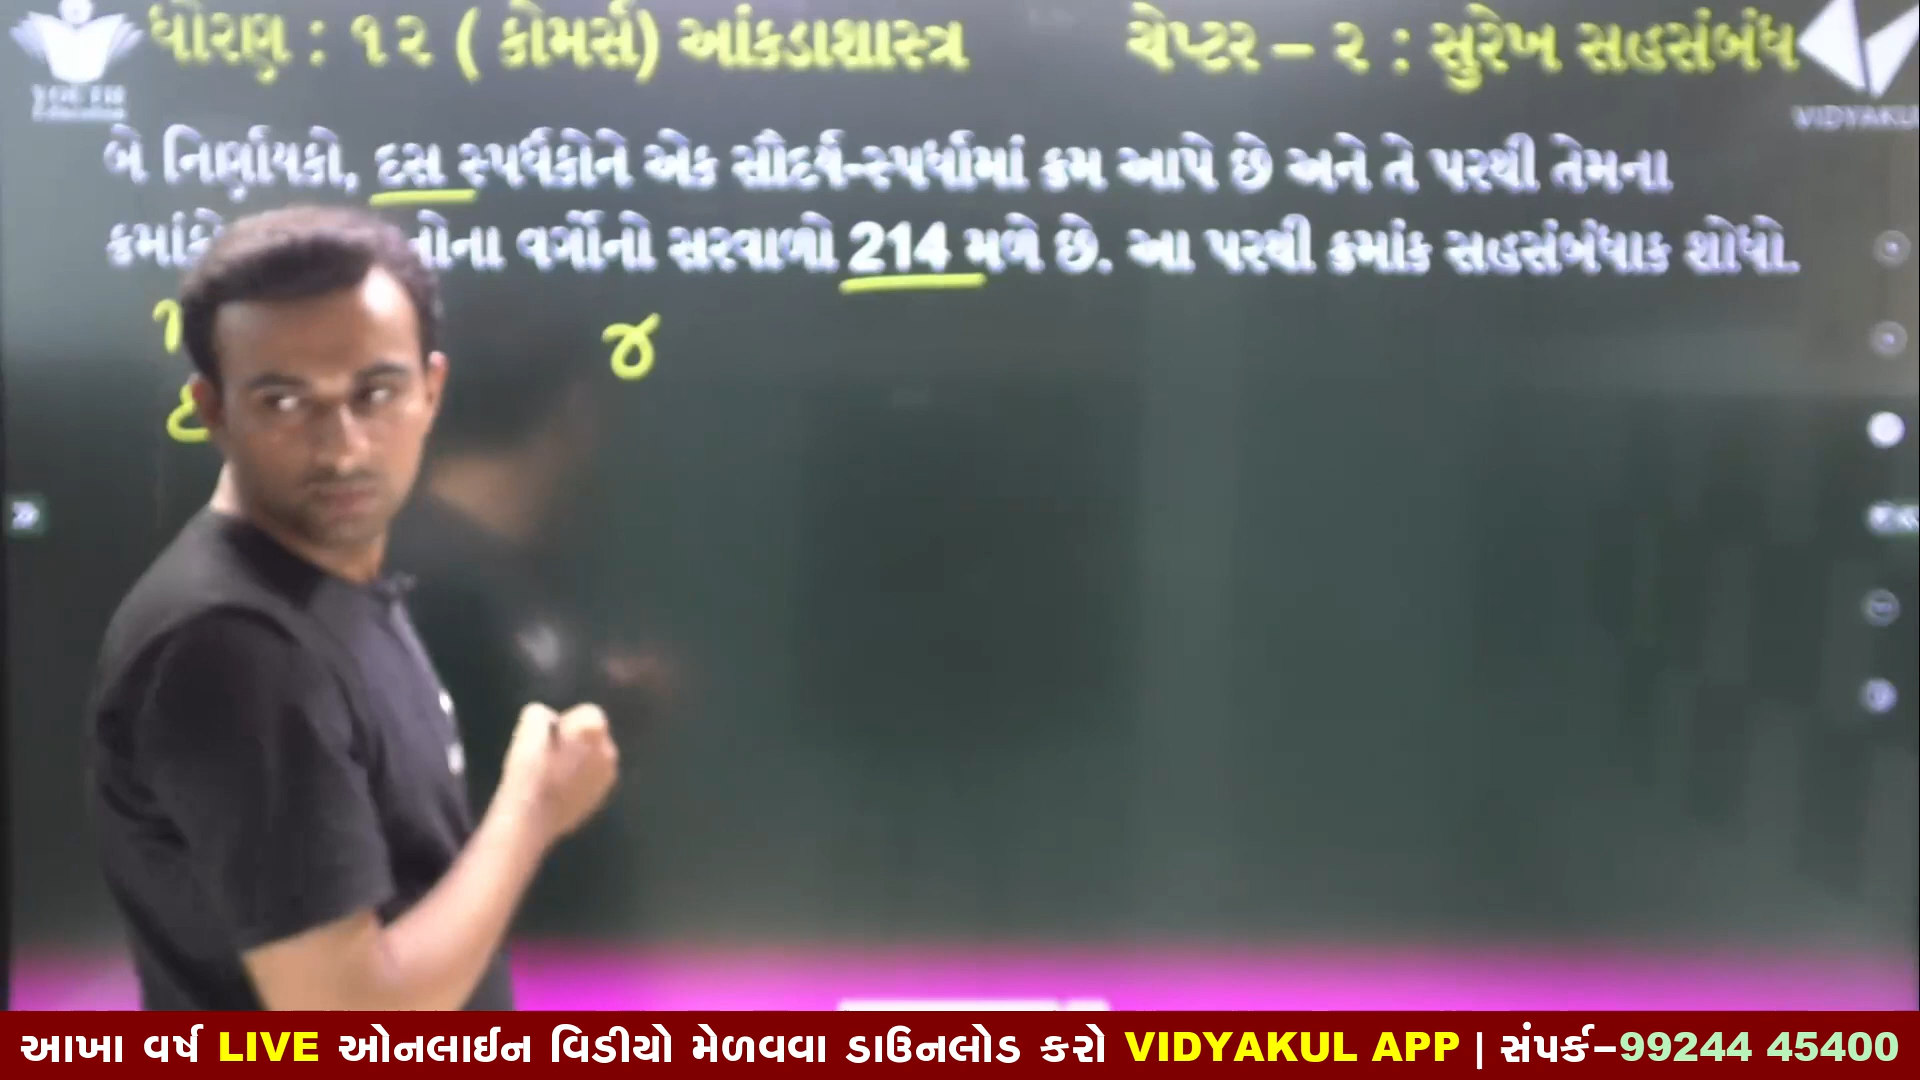 ધોરણ : ૧૨ ( કોમર્સ) આંકડાશાસ્ત્ર ચેપ્ટર – ૨ : સુરેખ સહસંબંધ
VIDYAKUL
બે નિર્ણાયકો, દસ સ્પર્ધકોને એક સૌદર્ય-સ્પર્ધામાં ક્રમ આપે છે અને તે પરથી તેમના
વર્ગોનો સરવાળો 214 મળે છે. આ પરથી ક્રમાંક સહસંબંધાક શોધો.
જ
આખા વર્ષ LIVE ઓનલાઈન વિડીયો મેળવવા ડાઉનલોડ કરો VIDYAKUL APP | સંપર્ક–99244 45400